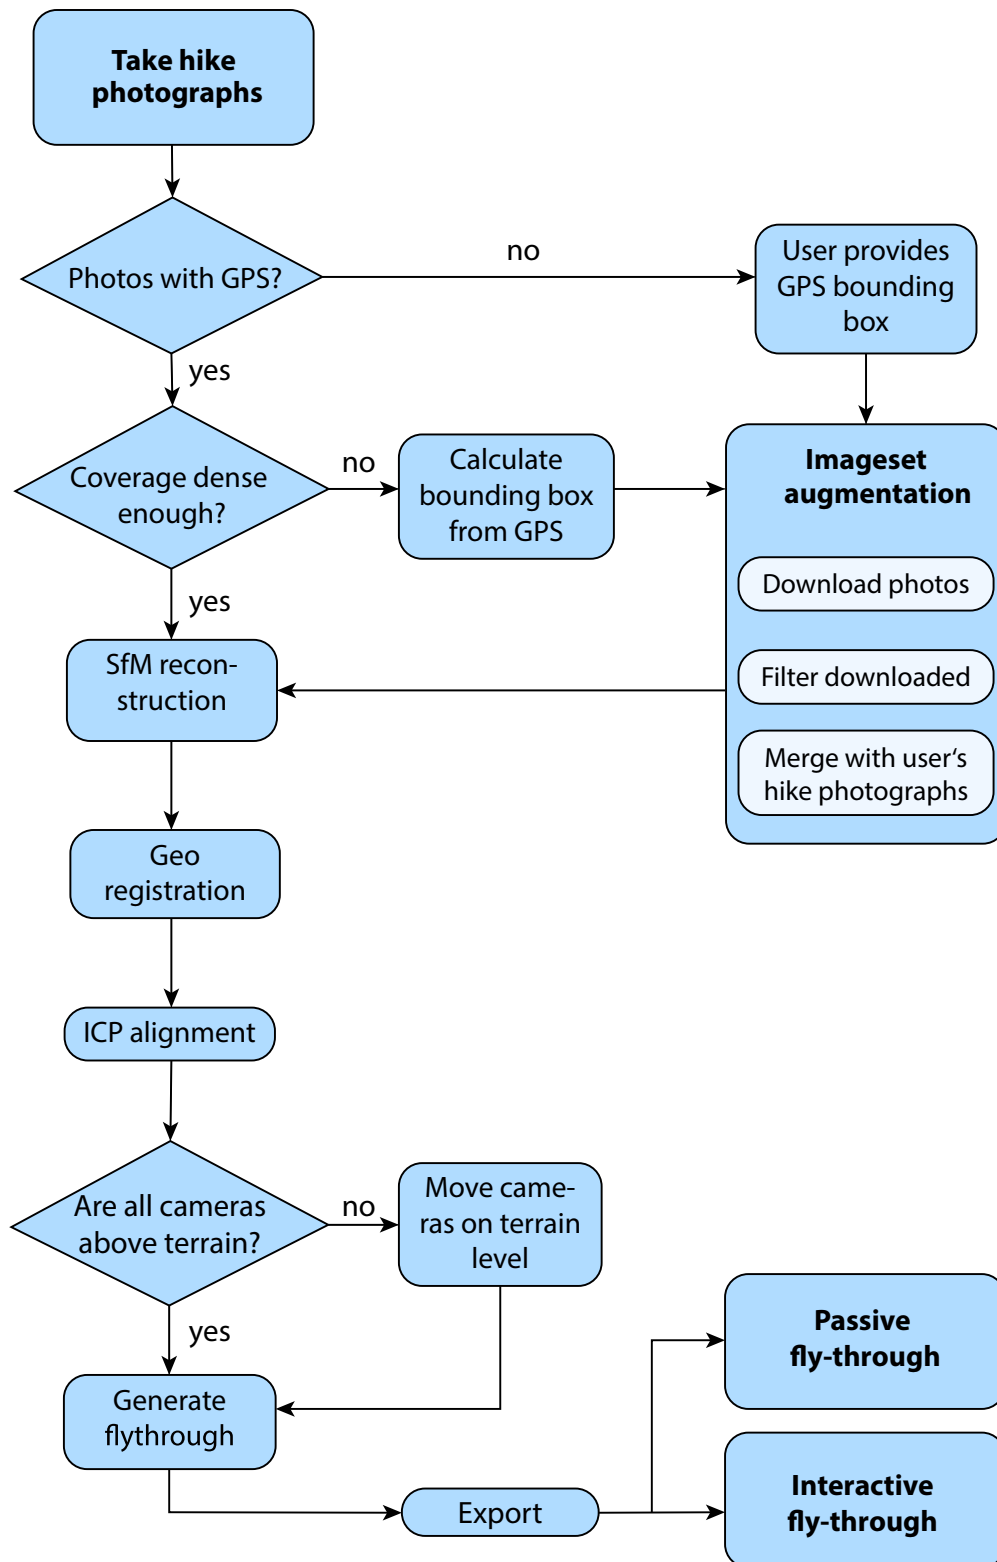 Take hike
photographs
Photos with GPS?
no
User provides
GPS bounding
box
yes
Coverage dense
enough?
no
Calculate
bounding box
from GPS
Imageset
augmentation
Download photos
Filter downloaded
Merge with user‘s
hike photographs
yes
SfM recon-
struction
Geo
registration
ICP alignment
Are all cameras
above terrain?
no
Move came-
ras on terrain
level
yes
Generate
flythrough
Export
Passive
fly-through
Interactive
fly-through